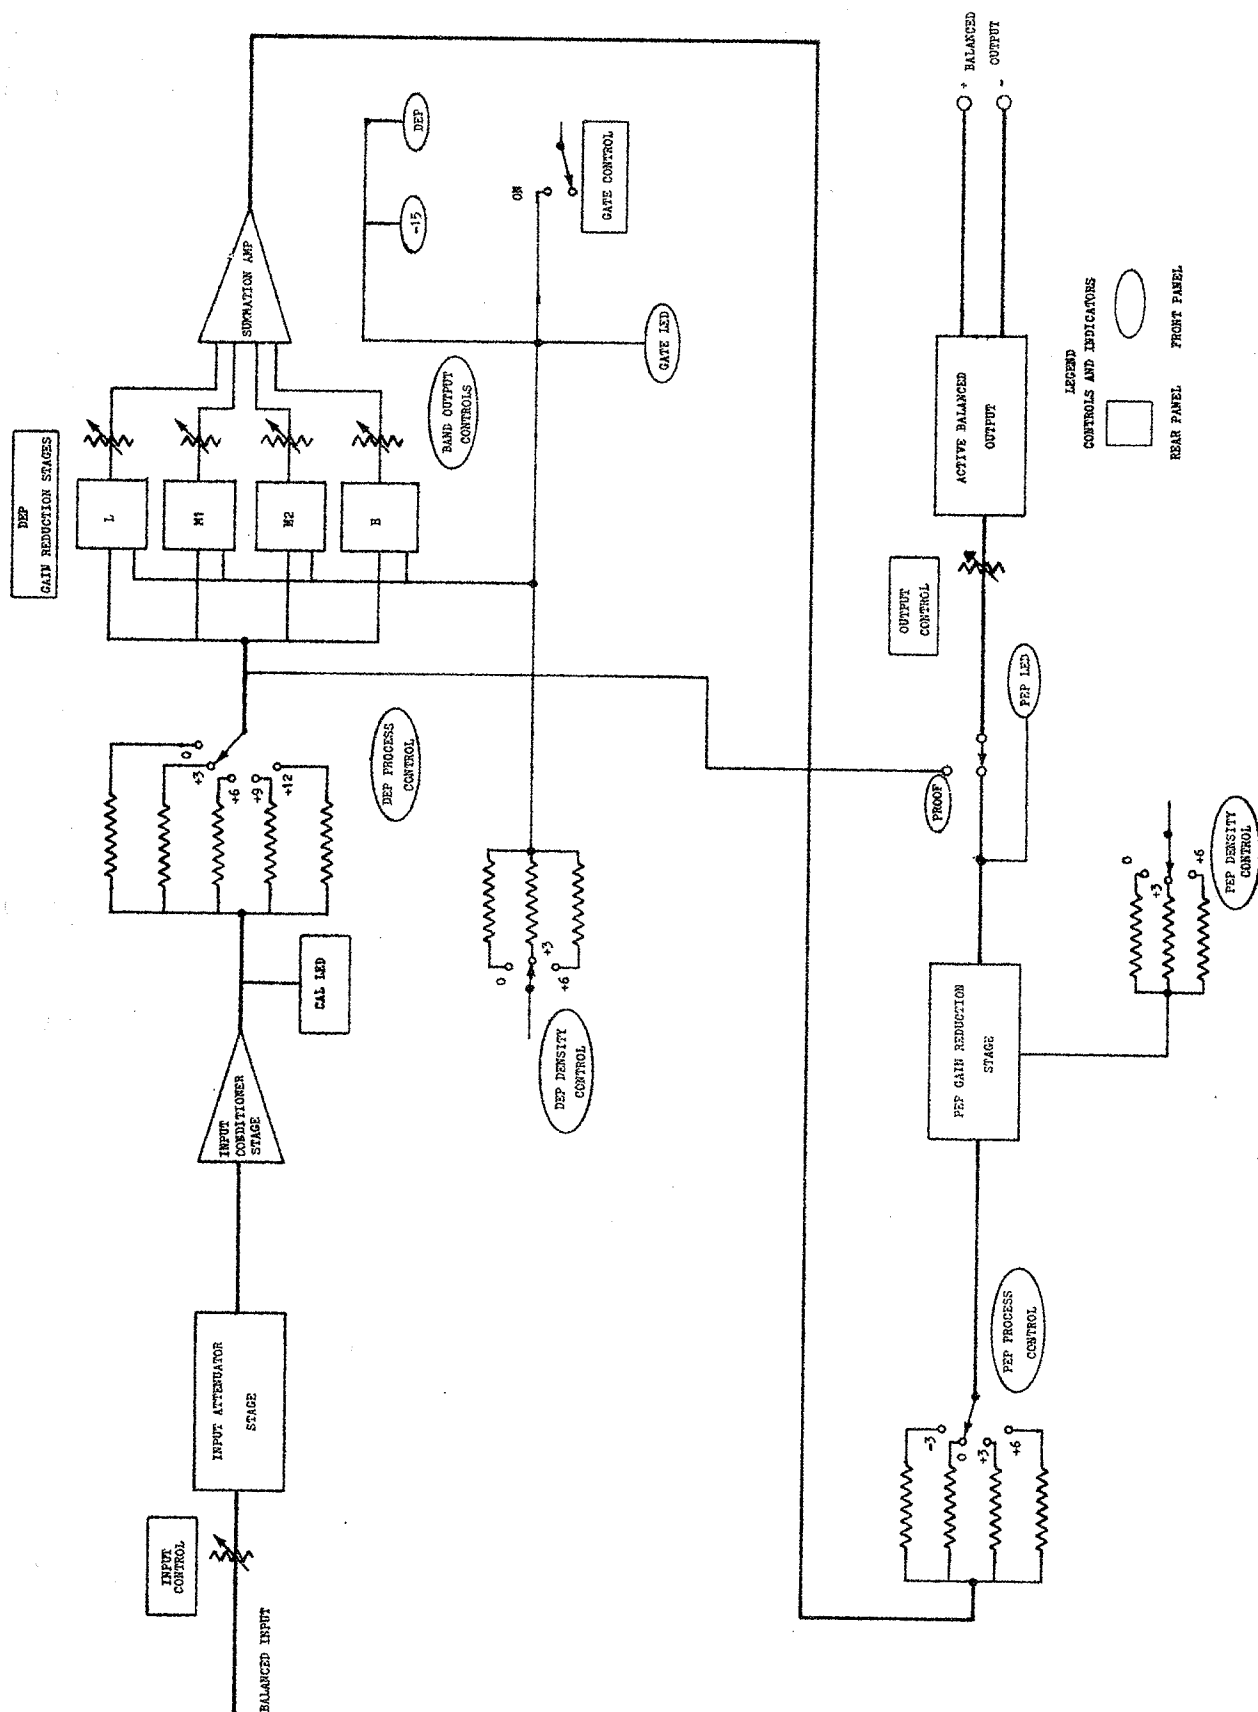 BALANCED INPUT
INPUT
CONTROL
INPUT ATTENUATOR
STAGE
INPUT
CONDITIONER
STAGE
CAL LED
0
+3
+6
+9
+12
DEP PROCESS
CONTROL
DEP
GAIN REDUCTION STAGES
L
M1
M2
B
BAND OUTPUT
CONTROLS
SUMMATION AMP
DEP DENSITY
CONTROL
0
+3
+6
GATE LED
-15
DEP
ON
GATE CONTROL
PEP PROCESS
CONTROL
-3
0
+3
+6
PEP GAIN REDUCTION
STAGE
PEP DENSITY
CONTROL
0
+3
+6
PROOF
PEP LED
OUTPUT
CONTROL
ACTIVE BALANCED
OUTPUT
+ BALANCED
- OUTPUT
LEGEND
CONTROLS AND INDICATORS
REAR PANEL FRONT PANEL